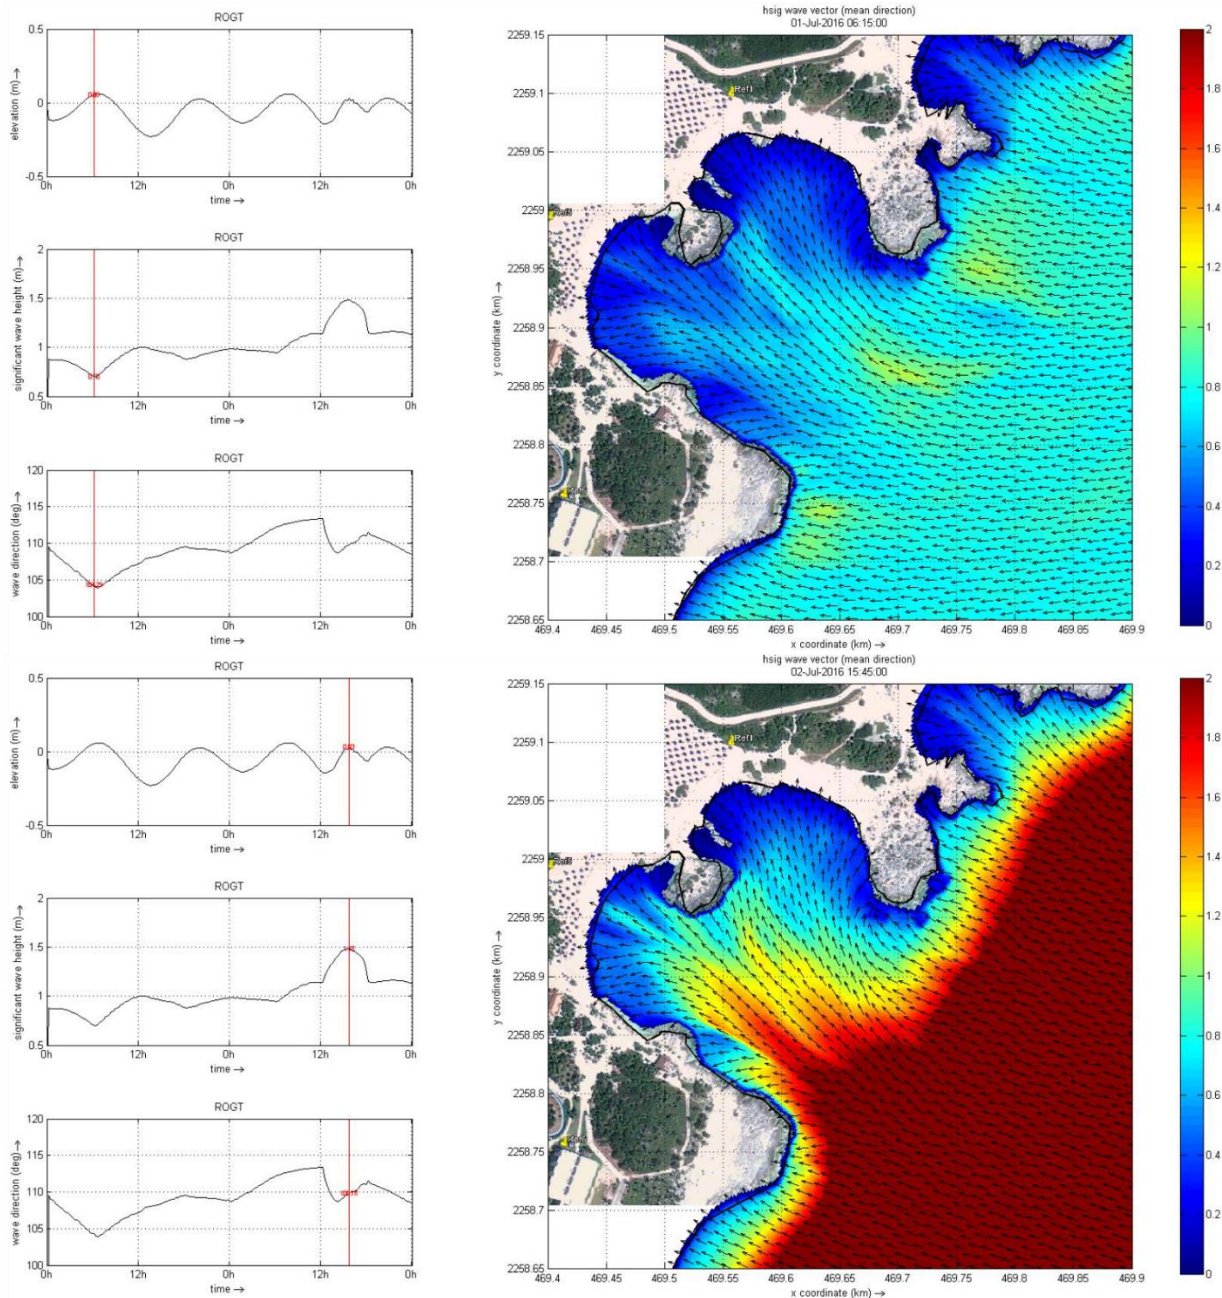 ROGT
0.5
0
-0.5
elevation (m)→
0h
12h
0h
12h
0h
time →
ROGT
2
1.5
1
0.5
significant wave height (m)→
0h
12h
0h
12h
0h
time →
ROGT
120
115
110
105
100
wave direction (deg)→
0h
12h
0h
12h
0h
time →
hsig wave vector (mean direction)
01-Jul-2016 06:15:00
2259.15
2259.1
2259.05
2259
2258.95
2258.9
2258.85
2258.8
2258.75
2258.7
2258.65
y coordinate (km) →
Ref1
Ref5
469.4
469.45
469.5
469.55
469.6
469.65
469.7
469.75
469.8
469.85
469.9
x coordinate (km) →
2
1.8
1.6
1.4
1.2
1
0.8
0.6
0.4
0.2
0
ROGT
0.5
0
-0.5
elevation (m)→
0h
12h
0h
12h
0h
time →
ROGT
2
1.5
1
0.5
significant wave height (m)→
0h
12h
0h
12h
0h
time →
ROGT
120
115
110
105
100
wave direction (deg)→
0h
12h
0h
12h
0h
time →
hsig wave vector (mean direction)
02-Jul-2016 15:45:00
2259.15
2259.1
2259.05
2259
2258.95
2258.9
2258.85
2258.8
2258.75
2258.7
2258.65
y coordinate (km) →
Ref1
Ref5
469.4
469.45
469.5
469.55
469.6
469.65
469.7
469.75
469.8
469.85
469.9
x coordinate (km) →
2
1.8
1.6
1.4
1.2
1
0.8
0.6
0.4
0.2
0